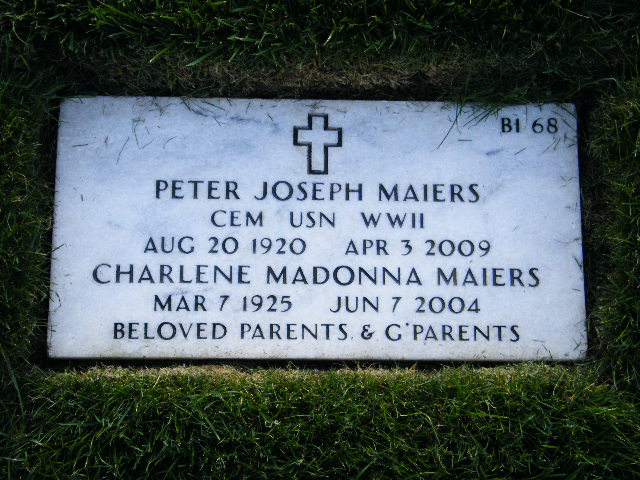 B1 68
PETER JOSEPH MAIERS
CEM USN WWII
AUG 20 1920 APR 3 2009
CHARLENE MADONNA MAIERS
MAR 7 1925 JUN 7 2004
BELOVED PARENTS & G'PARENTS